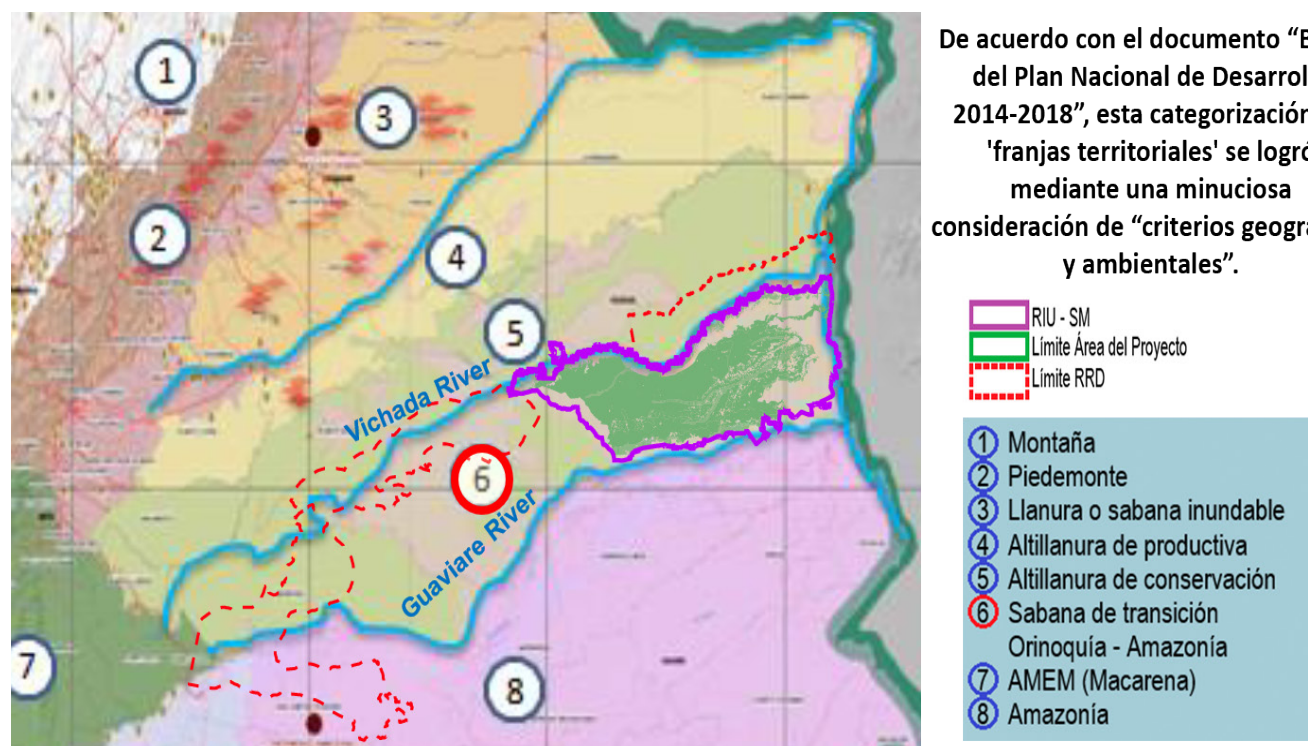 1
3
2
4
5
Vichada River
6
Guaviare River
7
8
De acuerdo con el documento
del Plan Nacional de Desarrol
2014-2018”, esta categorización
'franjas territoriales' se logró
mediante una minuciosa
consideración de “criterios geogra
y ambientales”.
RIU - SM
Límite Área del Proyecto
Límite RRD
1 Montaña
2 Piedemonte
3 Llanura o sabana inundable
4 Altillanura de productiva
5 Altillanura de conservación
6 Sabana de transición
Orinoquía - Amazonía
7 AMEM (Macarena)
8 Amazonía